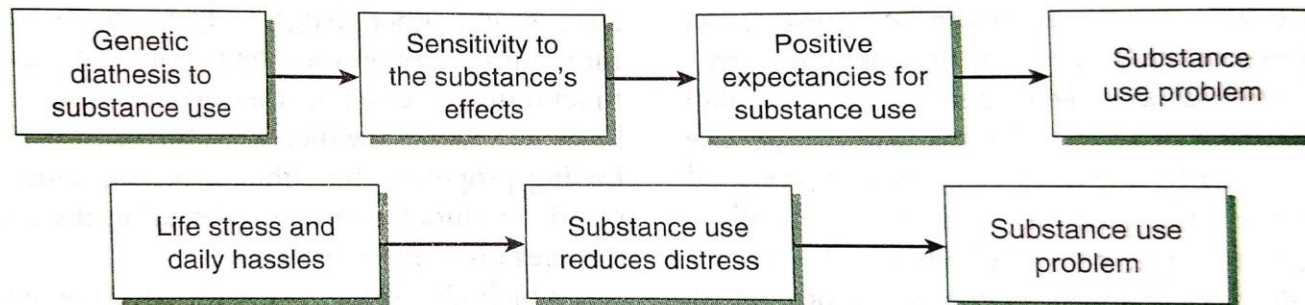 Genetic
diathesis to
substance use
Sensitivity to
the substance's
effects
Positive
expectancies for
substance use
Substance
use problem
Life stress and
daily hassles
Substance use
reduces distress
Substance use
problem